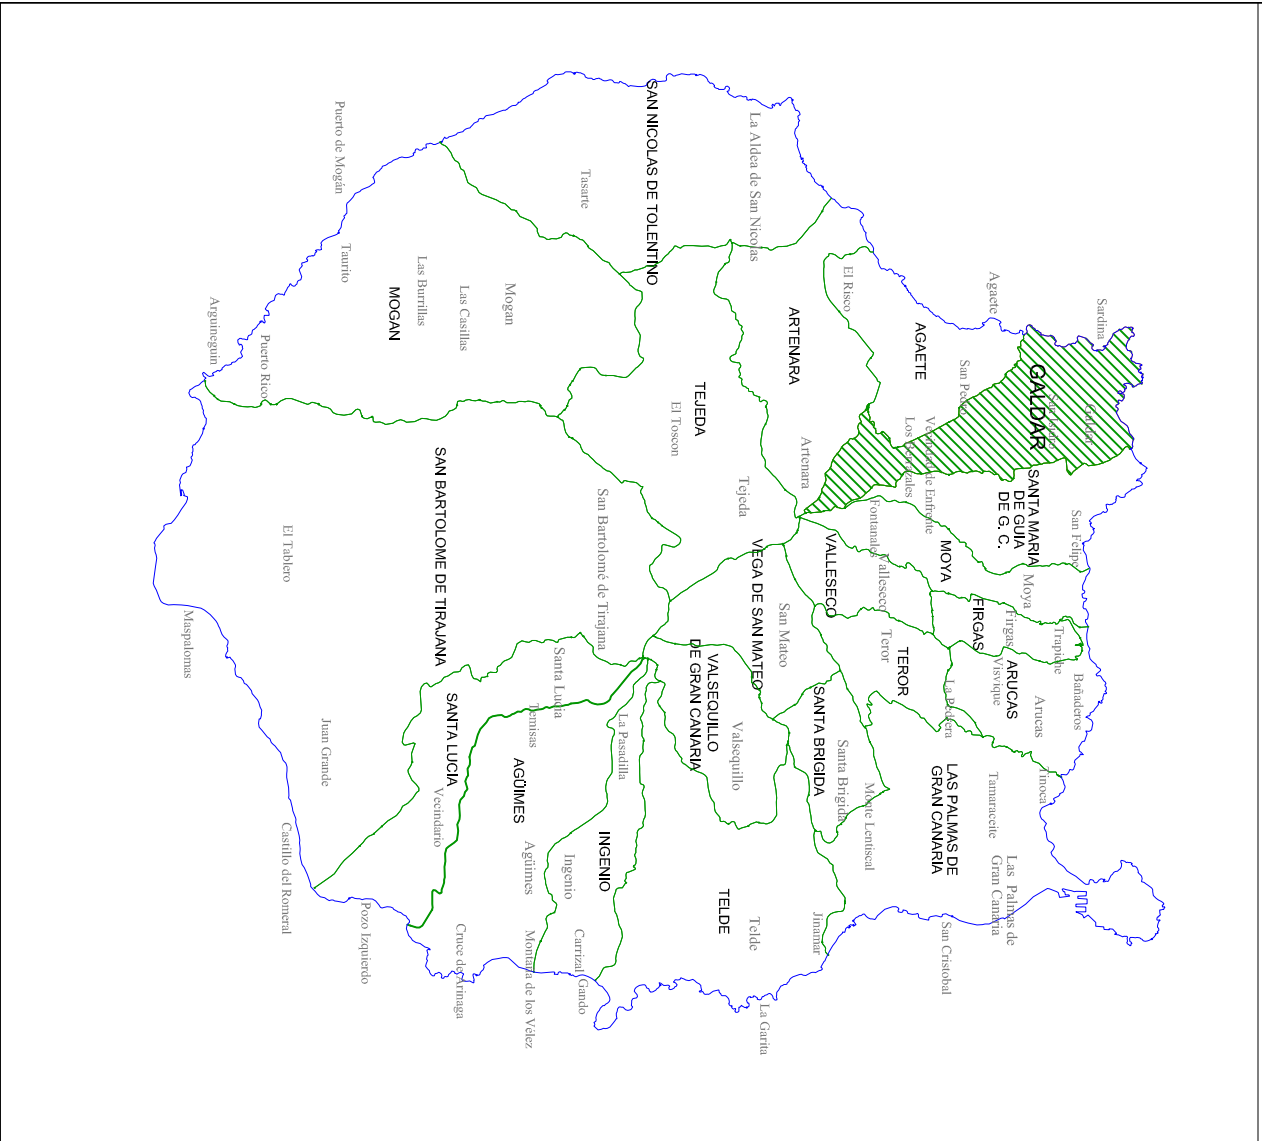 Sardina
Galdar
Bañaderos
San Felipe
Trapiche
San Isidro
GALDAR
Tinoca
Arucas
SANTA MARIA
DE GUIA
DE G. C.
Moya
ARUCAS
Firgas
Las Palmas de
Gran Canaria
Agaete
Visvique
Tamaraceite
FIRGAS
San Pedro
MOYA
La Pedrera
LAS PALMAS DE
GRAN CANARIA
San Cristobal
Vecindad de Enfrente
AGAETE
Los Berrazales
TEROR
Teror
Valleseco
Fontanales
Monte Lentiscal
El Risco
Santa Brigida
VALLESECO
SANTA BRIGIDA
Jinamar
Artenara
ARTENARA
San Mateo
La Garita
La Aldea de San Nicolas
VEGA DE SAN MATEO
Telde
Tejeda
Valsequillo
TELDE
VALSEQUILLO
DE GRAN CANARIA
TEJEDA
El Toscon
SAN NICOLAS DE TOLENTINO
La Pasadilla
INGENIO
San Bartolomé de Tirajana
Tasarte
Gando
Carrizal
Ingenio
Santa Lucia
Temisas
Agüimes
Montaña de los Vélez
AGÜIMES
Mogan
Las Casillas
Cruce de Arinaga
SANTA LUCIA
SAN BARTOLOME DE TIRAJANA
Vecindario
Las Burrillas
MOGAN
Pozo Izquierdo
Taurito
Puerto de Mogán
Juan Grande
El Tablero
Castillo del Romeral
Puerto Rico
Arguineguin
Maspalomas